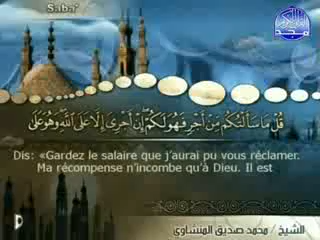 Saba'
قُلْ مَا سَأَلْتُكُم مِّنْ أَجْرٍ فَهُوَ لَكُمْ إِنْ أَجْرِيَ إِلَّا عَلَى اللَّهِ وَهُوَ عَلَىٰ
Dis: «Gardez le salaire que j'aurai pu vous réclamer.
Ma récompense n'incombe qu'à Dieu. Il est
الشيخ / محمد صديق المنشاوي